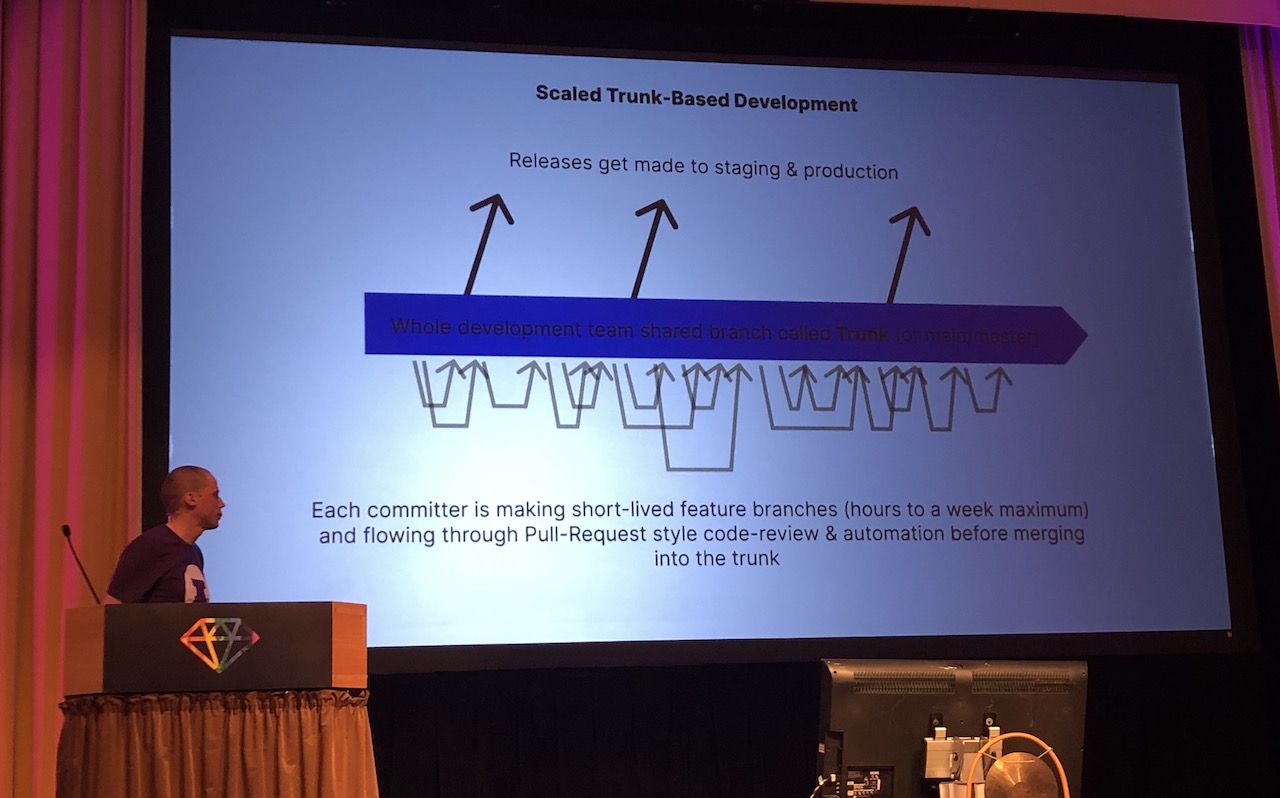 Scaled Trunk-Based Development
Releases get made to staging & production
Whole development team shared branch called Trunk (or main/master)
Each committer is making short-lived feature branches (hours to a week maximum)
and flowing through Pull-Request style code-review & automation before merging
into the trunk